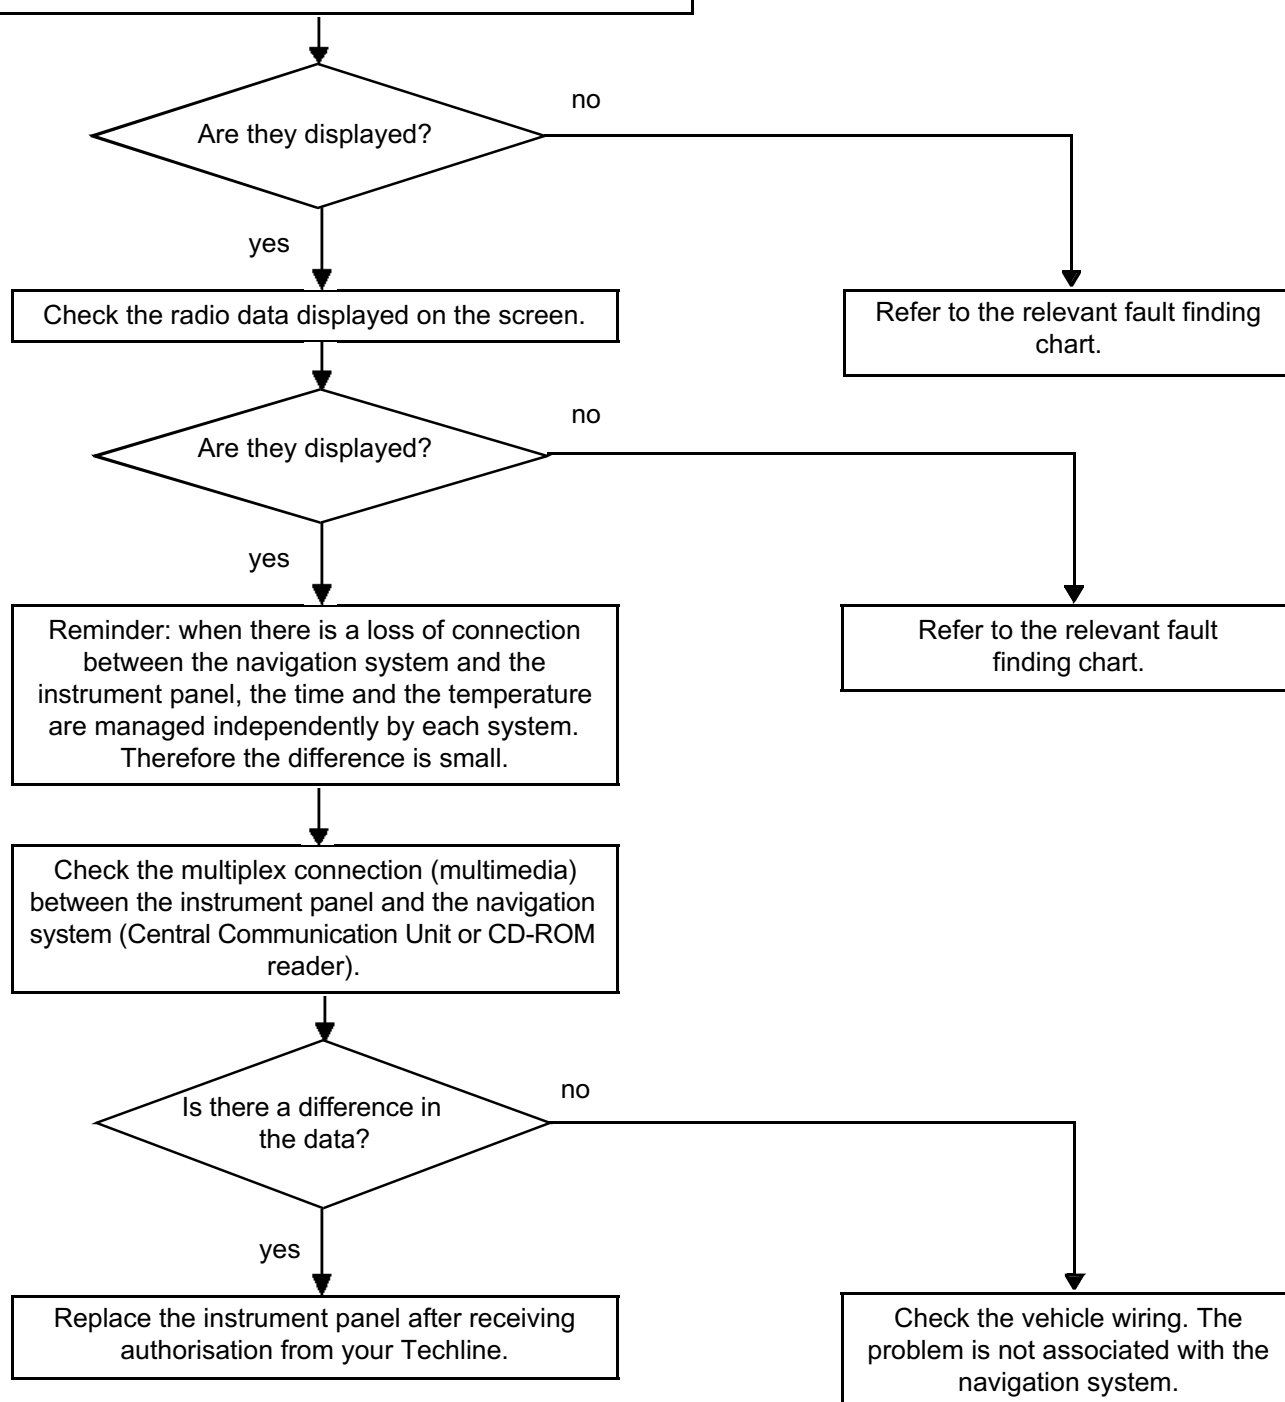 Are they displayed?
no
yes
Check the radio data displayed on the screen.
Refer to the relevant fault finding
chart.
Are they displayed?
no
yes
Reminder: when there is a loss of connection
between the navigation system and the
instrument panel, the time and the temperature
are managed independently by each system.
Therefore the difference is small.
Refer to the relevant fault
finding chart.
Check the multiplex connection (multimedia)
between the instrument panel and the navigation
system (Central Communication Unit or CD-ROM
reader).
Is there a difference in
the data?
no
yes
Replace the instrument panel after receiving
authorisation from your Techline.
Check the vehicle wiring. The
problem is not associated with the
navigation system.